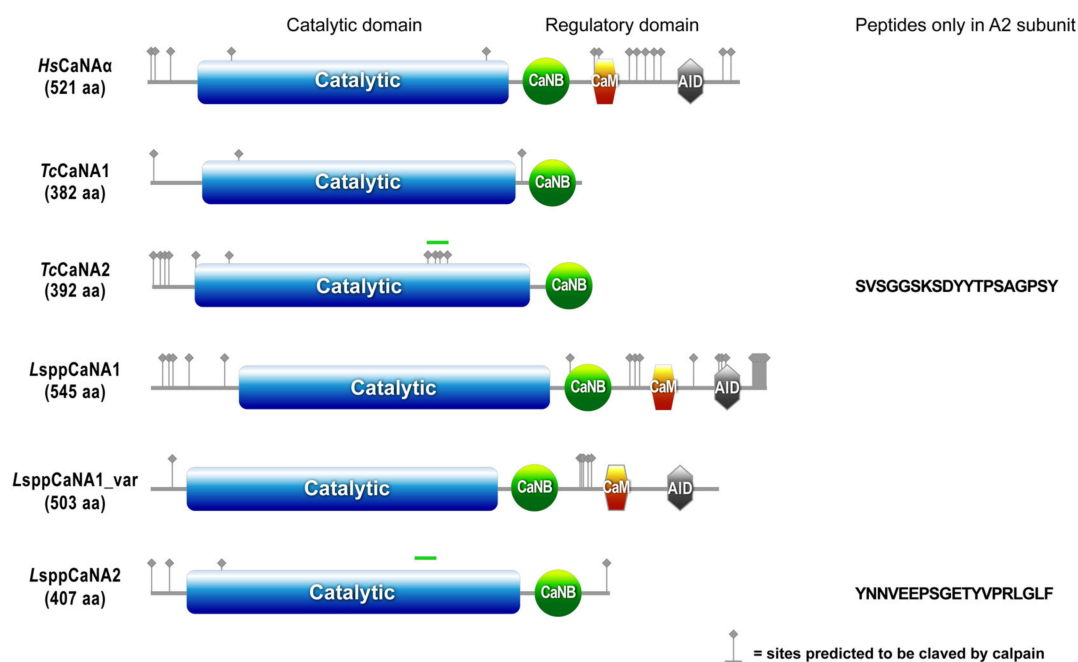 Catalytic domain Regulatory domain Peptides only in A2 subunit
HsCaNAα
(521 aa)
Catalytic CaNB CaM AID
TcCaNA1
(382 aa)
Catalytic CaNB
TcCaNA2
(392 aa)
Catalytic CaNB
SVSGGSKSDYYTPSAGPSY
LsppCaNA1
(545 aa)
Catalytic CaNB CaM AID
LsppCaNA1_var
(503 aa)
Catalytic CaNB CaM AID
LsppCaNA2
(407 aa)
Catalytic CaNB
YNNVEEPSGETYVPRLGLF
= sites predicted to be claved by calpain